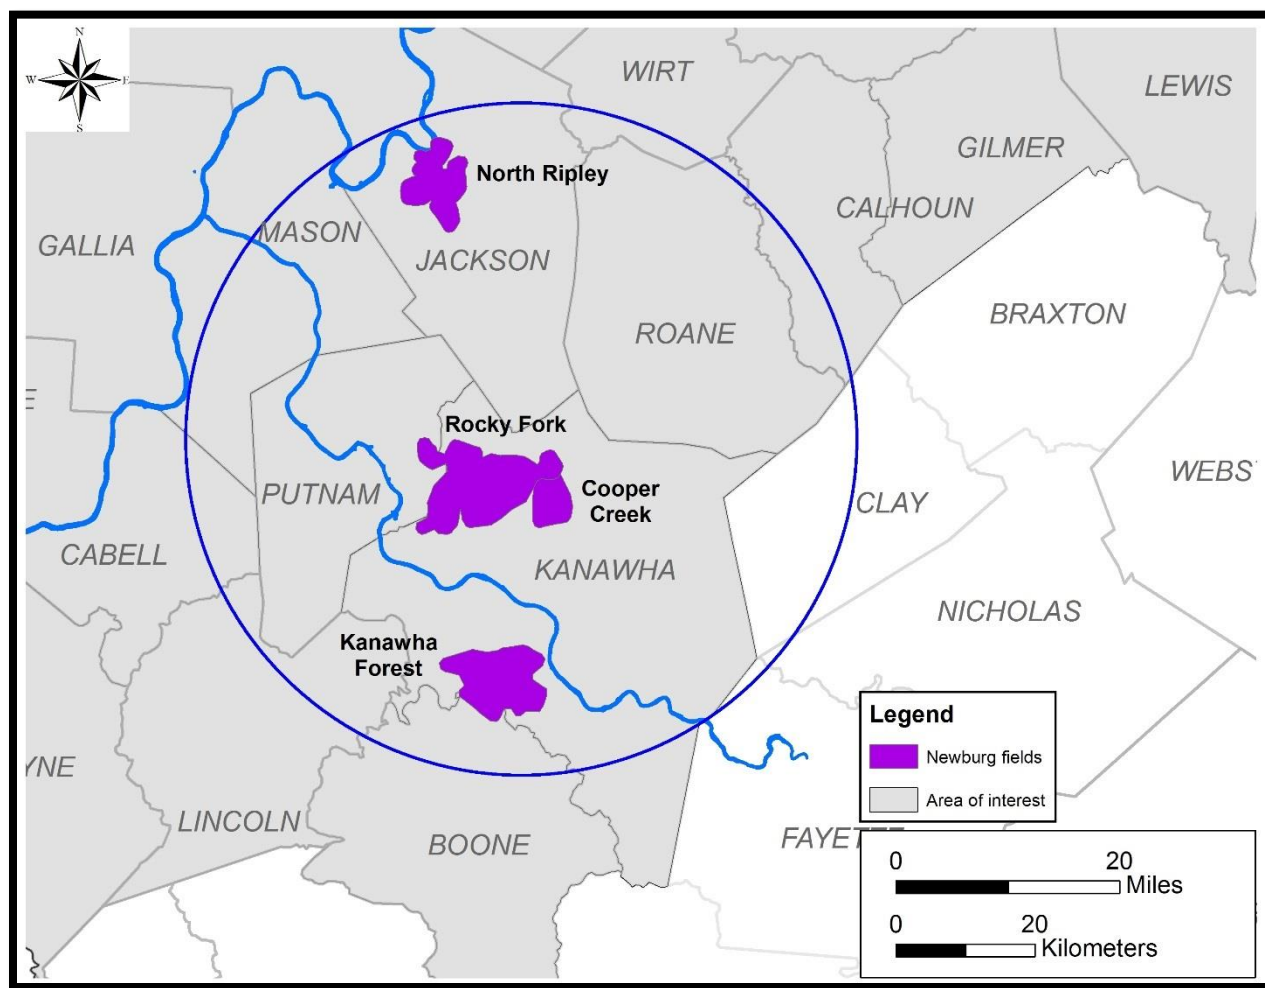 N
W E
S
WIRT
LEWIS
GILMER
North Ripley
CALHOUN
GALLIA
MASON
JACKSON
BRAXTON
ROANE
E
Rocky Fork
WEBS
PUTNAM
Cooper
Creek
CLAY
CABELL
KANAWHA
NICHOLAS
Kanawha
Forest
Legend
Newburg fields
Area of interest
YNE
LINCOLN
BOONE
FAYETTE
0 20
Miles
0 20
Kilometers